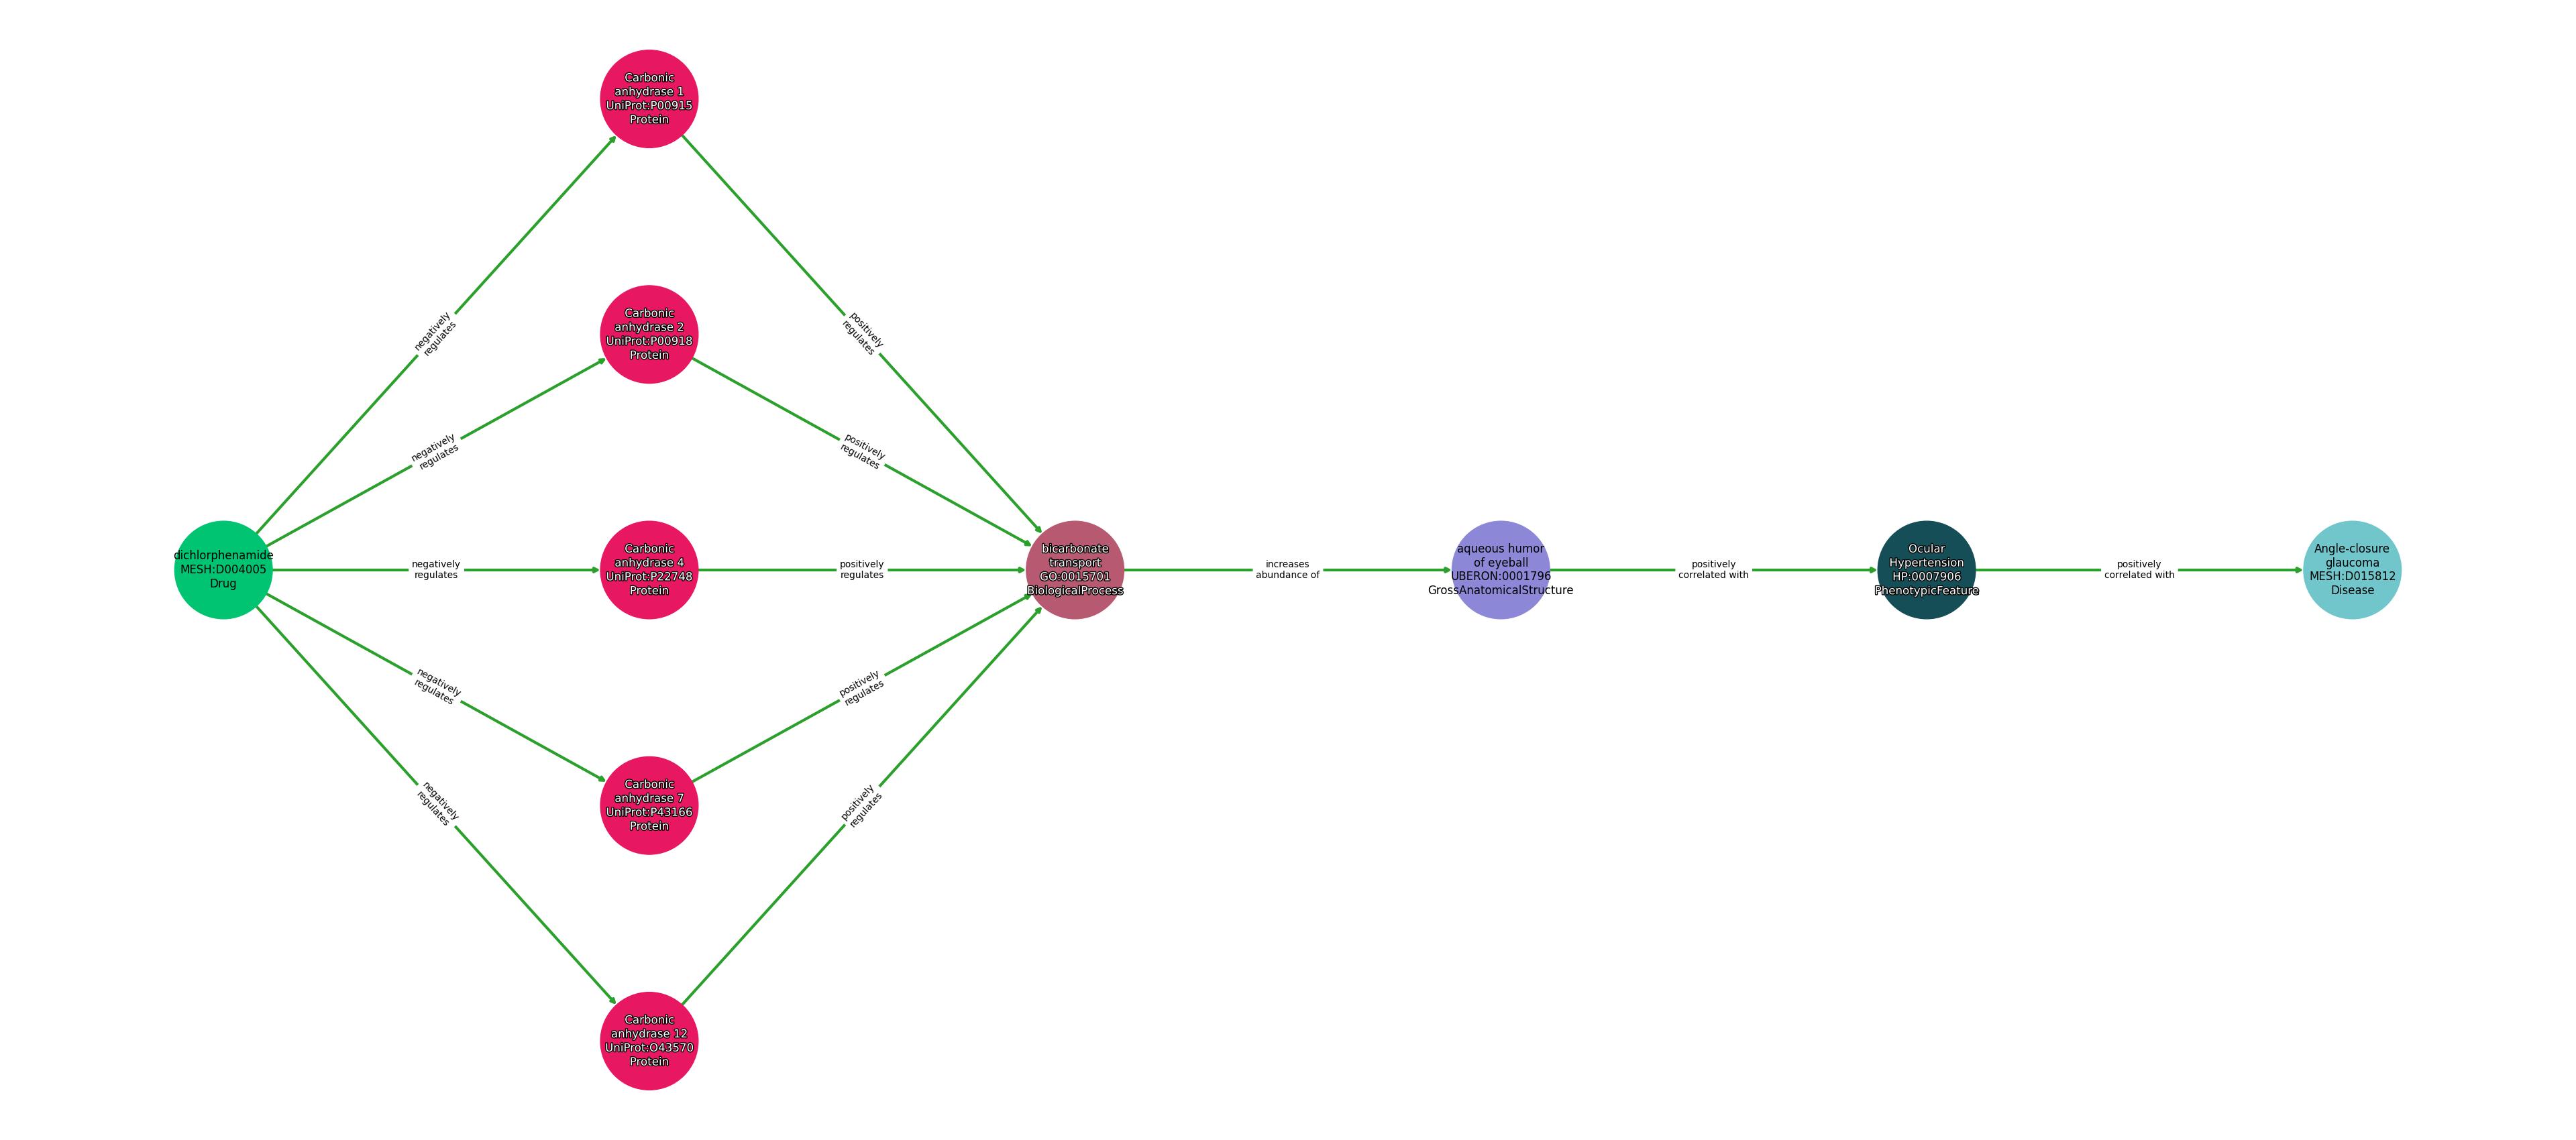 Carbonic
anhydrase 1
UniProt:P00915
Protein
Carbonic
anhydrase 2
UniProt:P00918
Protein
negatively
regulates
positively
regulates
negatively
regulates
positively
regulates
dichlorphenamide
MESH:D004005
Drug
negatively
regulates
Carbonic
anhydrase 4
UniProt:P22748
Protein
positively
regulates
bicarbonate
transport
GO:0015701
BiologicalProcess
increases
abundance of
aqueous humor
of eyeball
UBERON:0001796
GrossAnatomicalStructure
positively
correlated with
Ocular
Hypertension
HP:0007906
PhenotypicFeature
positively
correlated with
Angle-closure
glaucoma
MESH:D015812
Disease
negatively
regulates
positively
regulates
Carbonic
anhydrase 7
UniProt:P43166
Protein
negatively
regulates
positively
regulates
Carbonic
anhydrase 12
UniProt:O43570
Protein